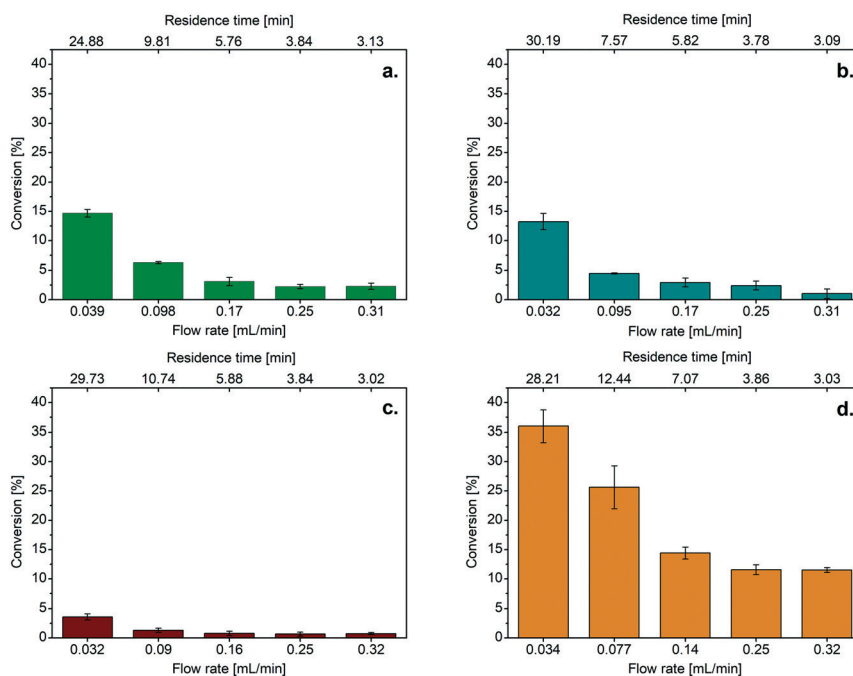 Residence time [min]
24.88 9.81 5.76 3.84 3.13
a.
40
35
30
25
20
15
10
5
0
Conversion [%]
0.039 0.098 0.17 0.25 0.31
Flow rate [mL/min]
Residence time [min]
30.19 7.57 5.82 3.78 3.09
b.
40
35
30
25
20
15
10
5
0
Conversion [%]
0.032 0.095 0.17 0.25 0.31
Flow rate [mL/min]
Residence time [min]
29.73 10.74 5.88 3.84 3.02
c.
40
35
30
25
20
15
10
5
0
Conversion [%]
0.032 0.09 0.16 0.25 0.32
Flow rate [mL/min]
Residence time [min]
28.21 12.44 7.07 3.86 3.03
d.
40
35
30
25
20
15
10
5
0
Conversion [%]
0.034 0.077 0.14 0.25 0.32
Flow rate [mL/min]